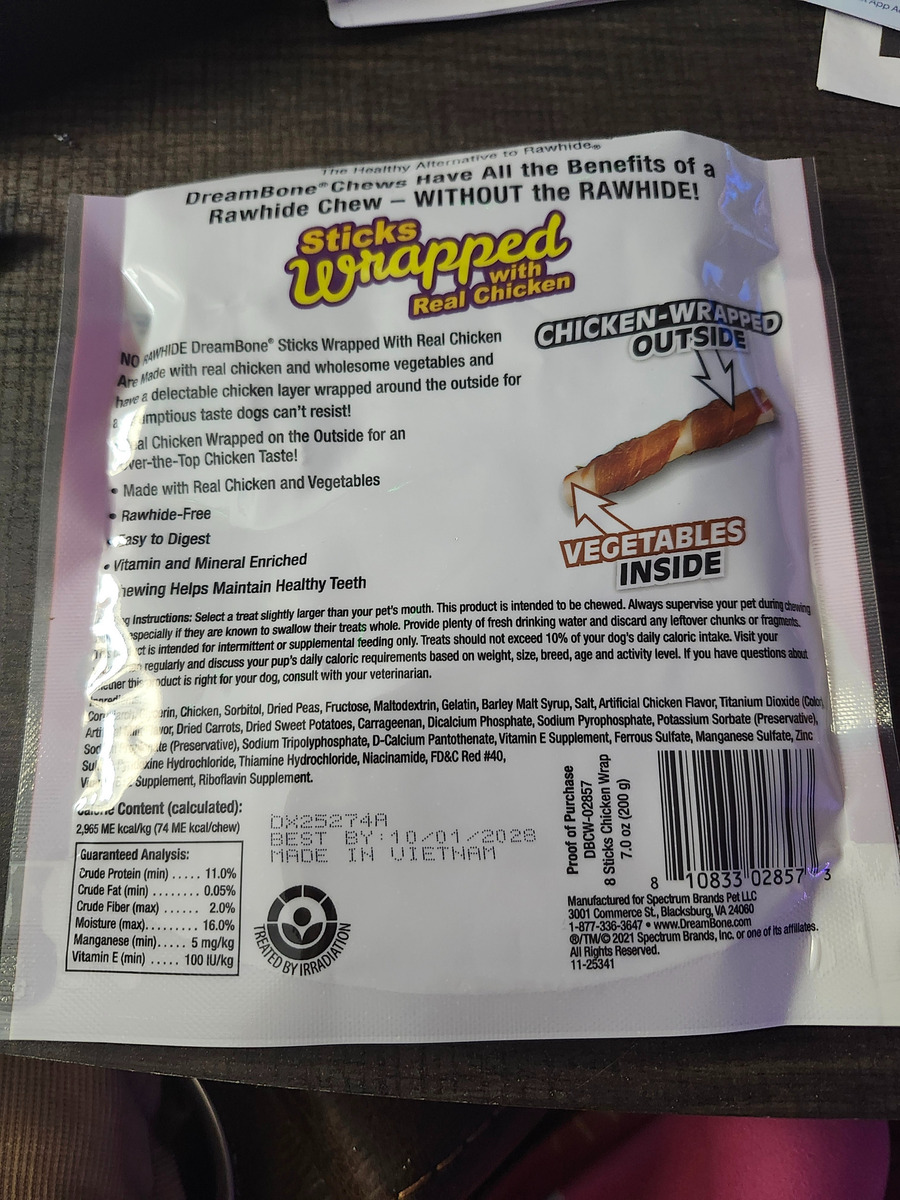 App
The Healthy Alternative to Rawhide®
DreamBone® Chews Have All the Benefits of a
Rawhide Chew – WITHOUT the RAWHIDE!
Sticks
Wrapped
with
Real Chicken
CHICKEN-WRAPPED
OUTSIDE
NO RAWHIDE DreamBone® Sticks Wrapped With Real Chicken
Are Made with real chicken and wholesome vegetables and
have a delectable chicken layer wrapped around the outside for
a taste dogs can't resist!
Chicken Wrapped on the Outside for an
Chicken Taste!
• Made with Real Chicken and Vegetables
• Rawhide-Free
• Easy to Digest
• Vitamin and Mineral Enriched
Helps Maintain Healthy Teeth
VEGETABLES
INSIDE
Instructions: Select a treat slightly larger than your pet's mouth. This product is intended to be chewed. Always supervise your pet during chewing
especially if they are known to swallow their treats whole. Provide plenty of fresh drinking water and discard any leftover chunks or fragments.
is intended for intermittent or supplemental feeding only. Treats should not exceed 10% of your dog's daily caloric intake. Visit your
regularly and discuss your pup's daily caloric requirements based on weight, size, breed, age and activity level. If you have questions about
this product is right for your dog, consult with your veterinarian.
Chicken, Sorbitol, Dried Peas, Fructose, Maltodextrin, Gelatin, Barley Malt Syrup, Salt, Artificial Chicken Flavor, Titanium Dioxide (Color),
Dried Carrots, Dried Sweet Potatoes, Carrageenan, Dicalcium Phosphate, Sodium Pyrophosphate, Potassium Sorbate (Preservative),
(Preservative), Sodium Tripolyphosphate, D-Calcium Pantothenate, Vitamin E Supplement, Ferrous Sulfate, Manganese Sulfate, Zinc
Hydrochloride, Thiamine Hydrochloride, Niacinamide, FD&C Red #40,
Supplement, Riboflavin Supplement.
Calorie Content (calculated):
2,965 ME kcal/kg (74 ME kcal/chew)
Guaranteed Analysis:
Crude Protein (min) ..... 11.0%
Crude Fat (min) ........ 0.05%
Crude Fiber (max) ...... 2.0%
Moisture (max)......... 16.0%
Manganese (min)..... 5 mg/kg
Vitamin E (min) ..... 100 IU/kg
DX25274A
BEST BY:10/01/2028
MADE IN VIETNAM
TREATED BY IRRADIATION
Proof of Purchase
DBCW-02857
8 Sticks Chicken Wrap
7.0 oz (200 g)
8 10833 02857 3
Manufactured for Spectrum Brands Pet LLC
3001 Commerce St., Blacksburg, VA 24060
1-877-336-3647 • www.DreamBone.com
®/TM/© 2021 Spectrum Brands, Inc. or one of its affiliates.
All Rights Reserved.
11-25341